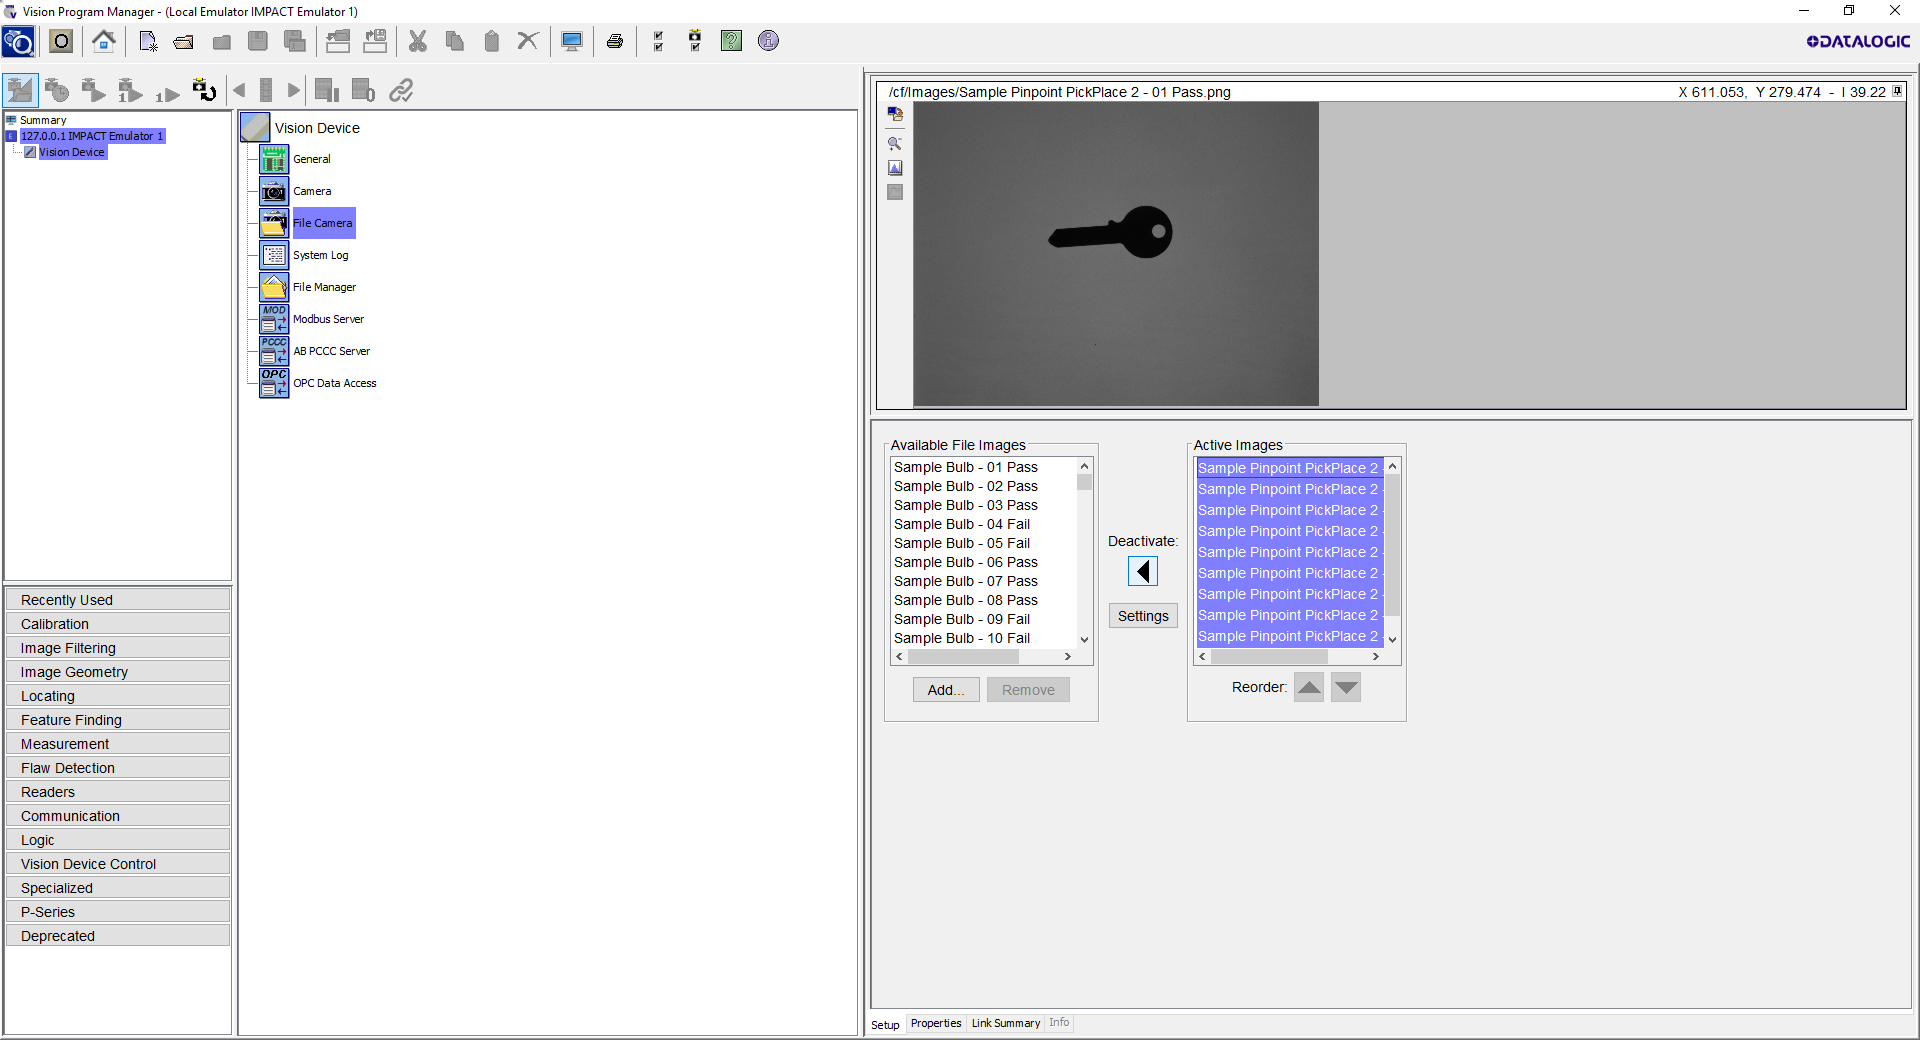 Vision Program Manager - (Local Emulator IMPACT Emulator 1)
DATALOGIC
Summary
127.0.0.1 IMPACT Emulator 1
Vision Device
Recently Used
Calibration
Image Filtering
Image Geometry
Locating
Feature Finding
Measurement
Flaw Detection
Readers
Communication
Logic
Vision Device Control
Specialized
P-Series
Deprecated
Vision Device
General
Camera
File Camera
System Log
File Manager
MOD
Modbus Server
PCCC
AB PCCC Server
OPC
OPC Data Access
/cf/Images/Sample Pinpoint PickPlace 2 - 01 Pass.png
X 611.053, Y 279.474 - I 39.22
Available File Images
Sample Bulb - 01 Pass
Sample Bulb - 02 Pass
Sample Bulb - 03 Pass
Sample Bulb - 04 Fail
Sample Bulb - 05 Fail
Sample Bulb - 06 Pass
Sample Bulb - 07 Pass
Sample Bulb - 08 Pass
Sample Bulb - 09 Fail
Sample Bulb - 10 Fail
Add...
Remove
Deactivate:
Settings
Active Images
Sample Pinpoint PickPlace 2 -
Sample Pinpoint PickPlace 2 -
Sample Pinpoint PickPlace 2 -
Sample Pinpoint PickPlace 2 -
Sample Pinpoint PickPlace 2 -
Sample Pinpoint PickPlace 2 -
Sample Pinpoint PickPlace 2 -
Sample Pinpoint PickPlace 2 -
Sample Pinpoint PickPlace 2 -
Reorder:
Setup
Properties
Link Summary
Info